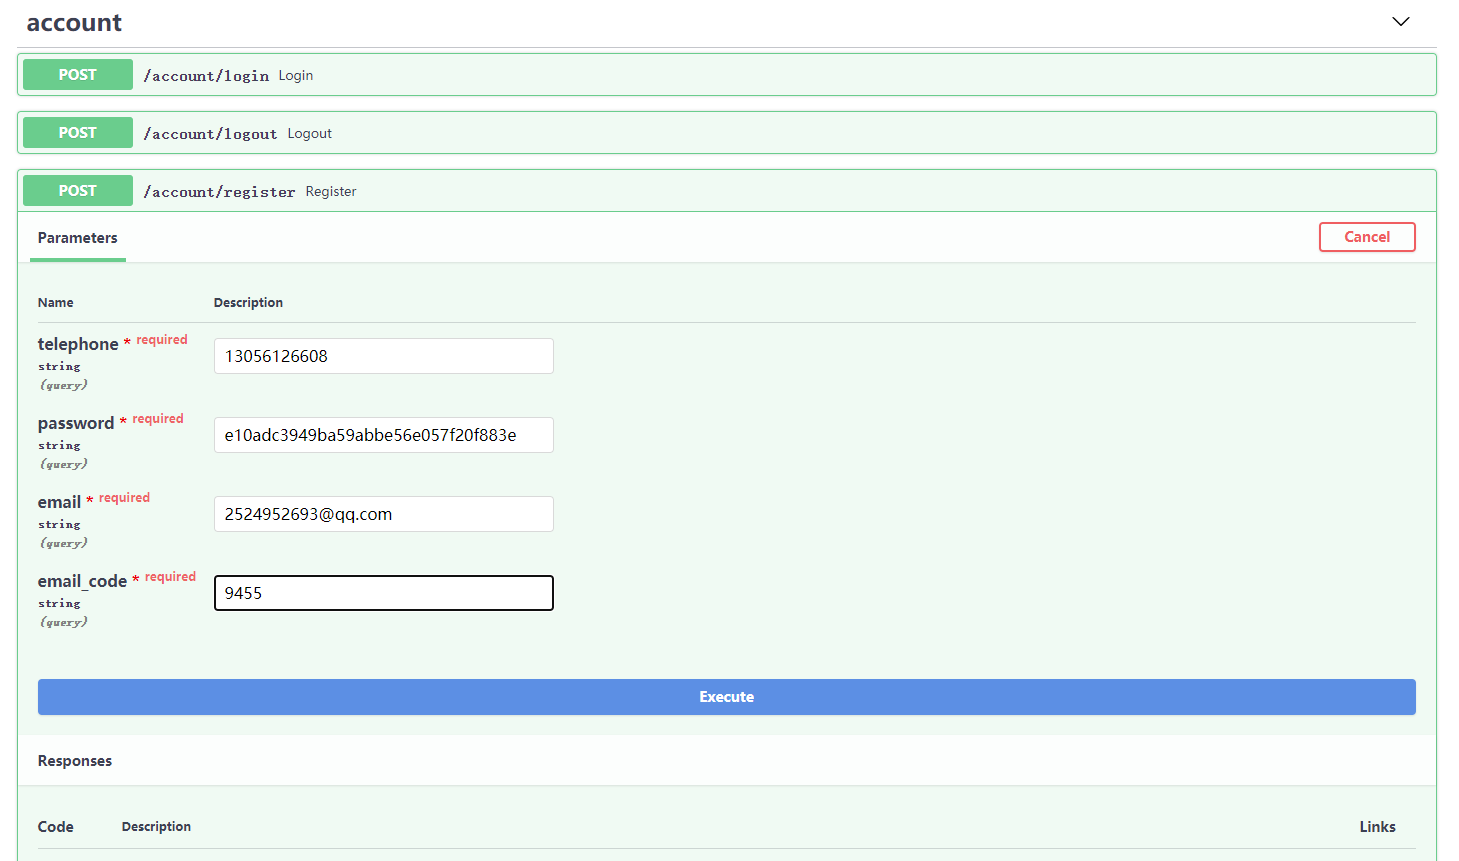 account
POST /account/login Login
POST /account/logout Logout
POST /account/register Register
Parameters Cancel
Name Description
telephone * required
string
(query)
13056126608
password * required
string
(query)
e10adc3949ba59abbe56e057f20f883e
email * required
string
(query)
2524952693@qq.com
email_code * required
string
(query)
9455
Execute
Responses
Code Description Links